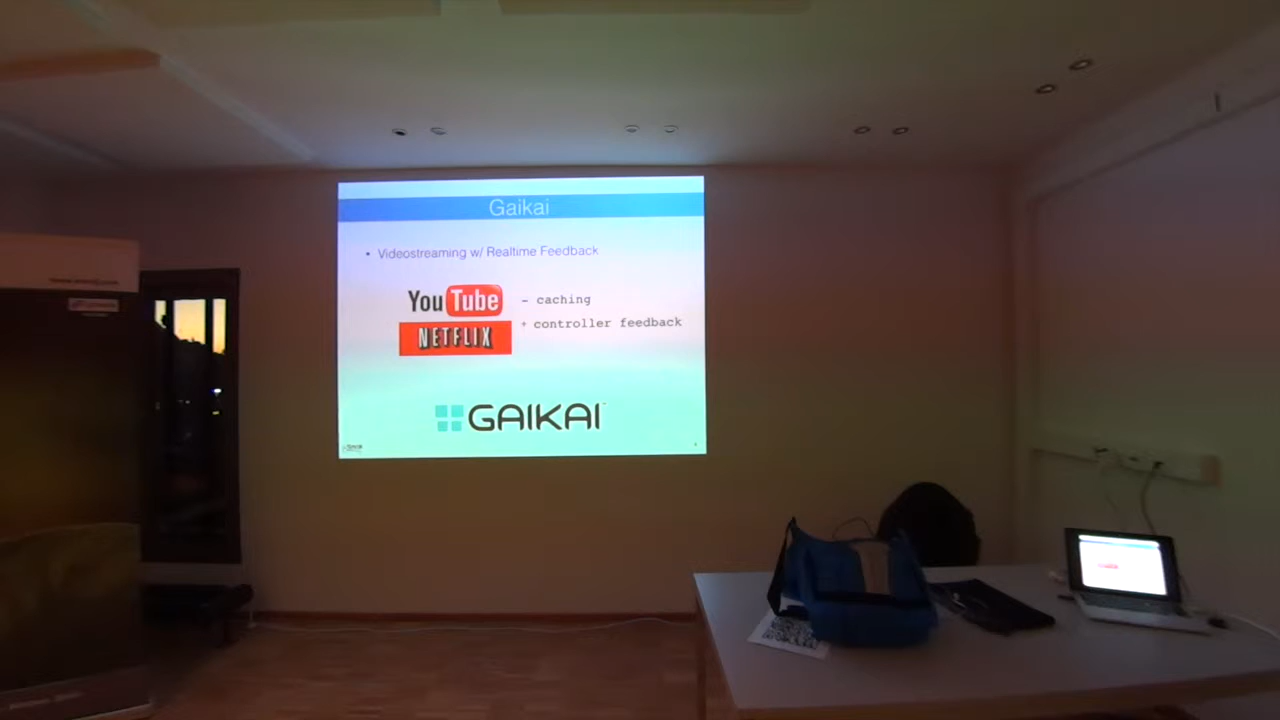 Gaikai
• Videostreaming w/ Realtime Feedback
YouTube
- caching
NETFLIX
+ controller feedback
GAIKAI